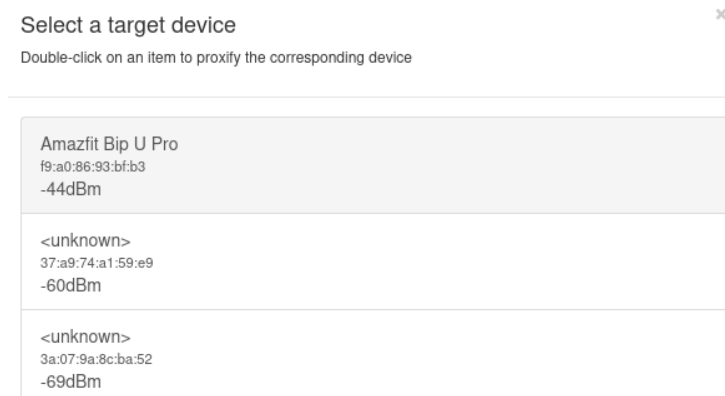 Select a target device
Double-click on an item to proxify the corresponding device
Amazfit Bip U Pro
f9:a0:86:93:bf:b3
-44dBm
<unknown>
37:a9:74:a1:59:e9
-60dBm
<unknown>
3a:07:9a:8c:ba:52
-69dBm